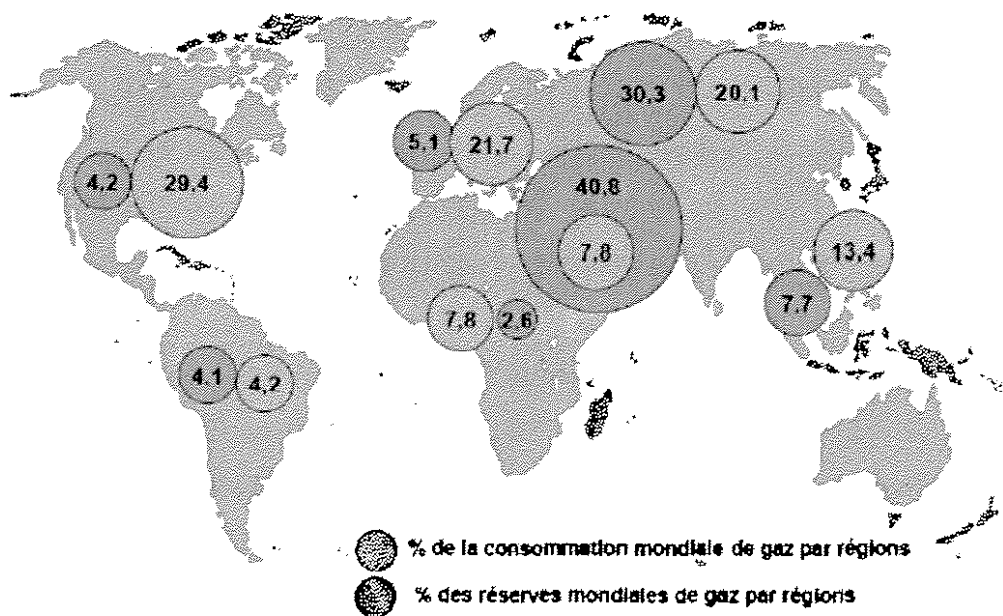 30,3 20,1
5,1 21,7
4,2 29,4 40,8
7,8 13,4
7,8 2,6 7,7
4,1 4,2
% de la consommation mondiale de gaz par régions
% des réserves mondiales de gaz par régions